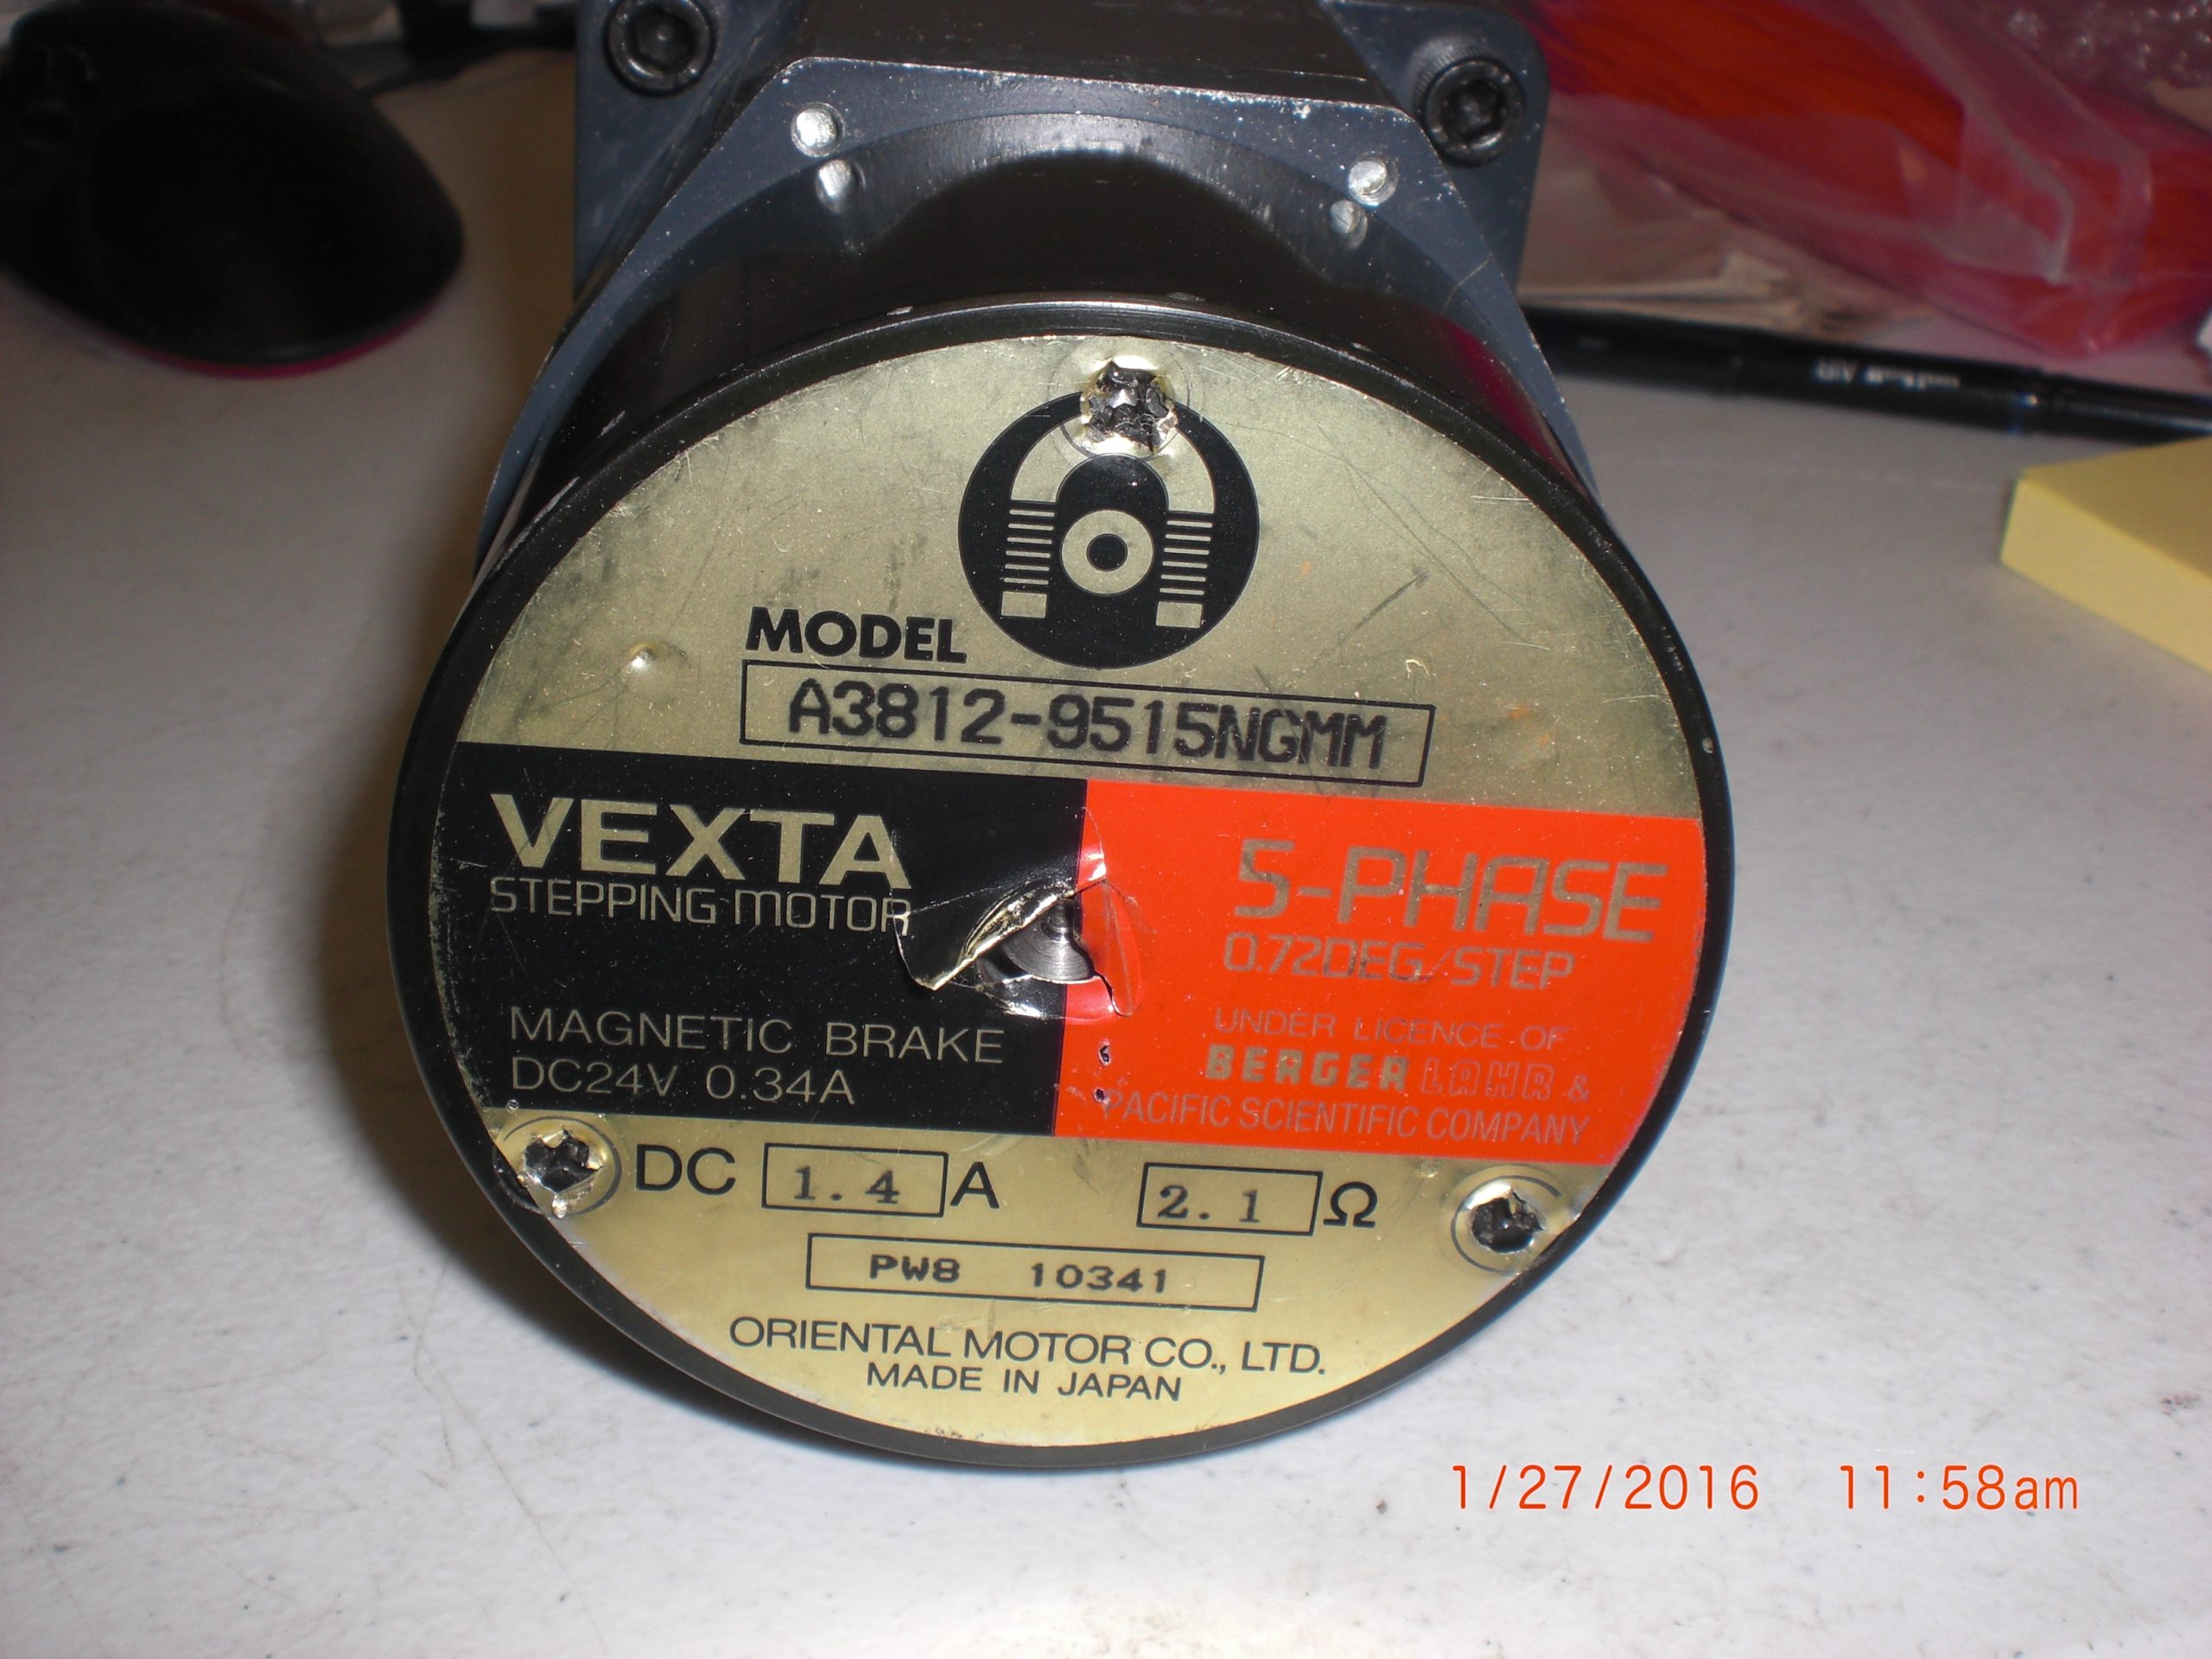 MODEL
A3812-9515NGMM
VEXTA
STEPPING MOTOR
MAGNETIC BRAKE
DC24V 0.34A
5-PHASE
0.72DEG/STEP
UNDER LICENCE OF
BERGER LAHR &
PACIFIC SCIENTIFIC COMPANY
DC 1.4 A 2.1 Ω
PW8 10341
ORIENTAL MOTOR CO., LTD.
MADE IN JAPAN
1/27/2016 11:58am